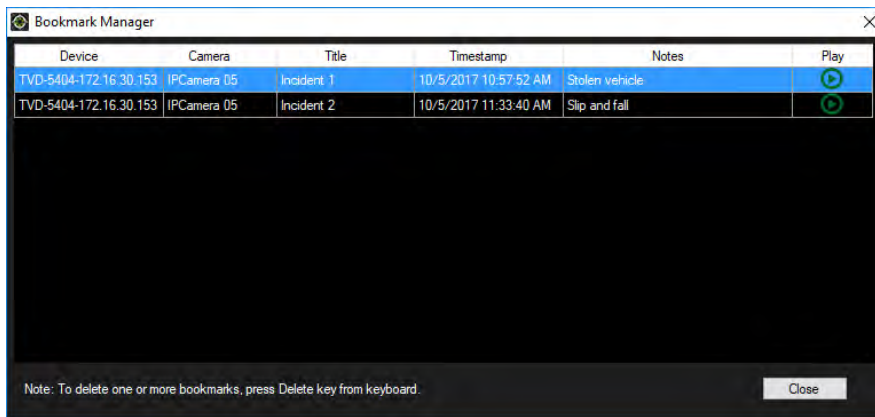 Bookmark Manager
Device Camera Title Timestamp Notes Play
TVD-5404-172.16.30.153 IPCamera 05 Incident 1 10/5/2017 10:57:52 AM Stolen vehicle
TVD-5404-172.16.30.153 IPCamera 05 Incident 2 10/5/2017 11:33:40 AM Slip and fall
Note: To delete one or more bookmarks, press Delete key from keyboard. Close